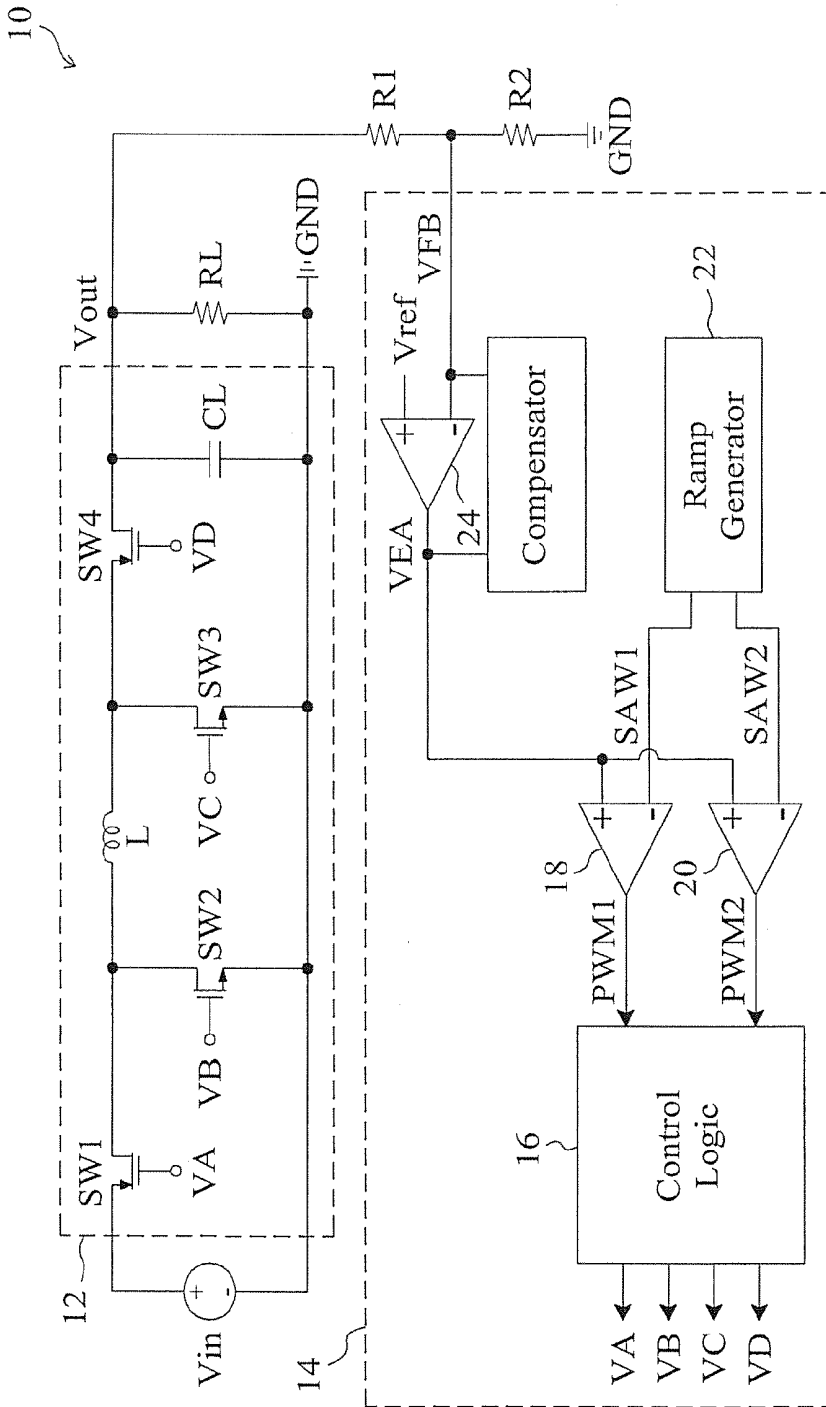 10
12
Vin
SW1
VA
VB
SW2
L
VC
SW3
SW4
VD
CL
Vout
RL
GND
R1
R2
GND
14
VFB
Vref
+
-
24
VEA
Compensator
Ramp
Generator
22
SAW1
SAW2
+
-
18
+
-
20
PWM1
PWM2
16
Control
Logic
VA
VB
VC
VD
+
-